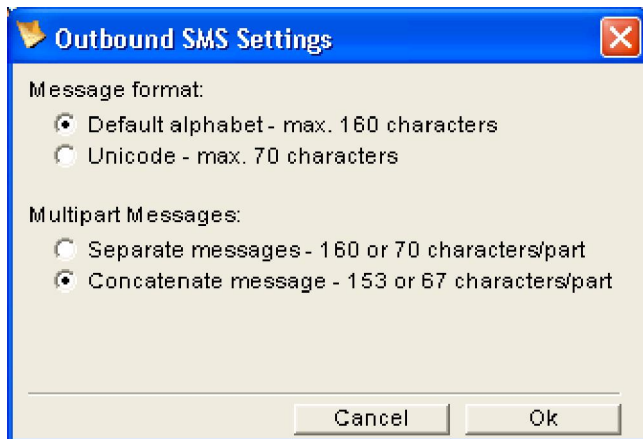 Outbound SMS Settings
Message format:
Default alphabet - max. 160 characters
Unicode - max. 70 characters
Multipart Messages:
Separate messages - 160 or 70 characters/part
Concatenate message - 153 or 67 characters/part
Cancel
Ok